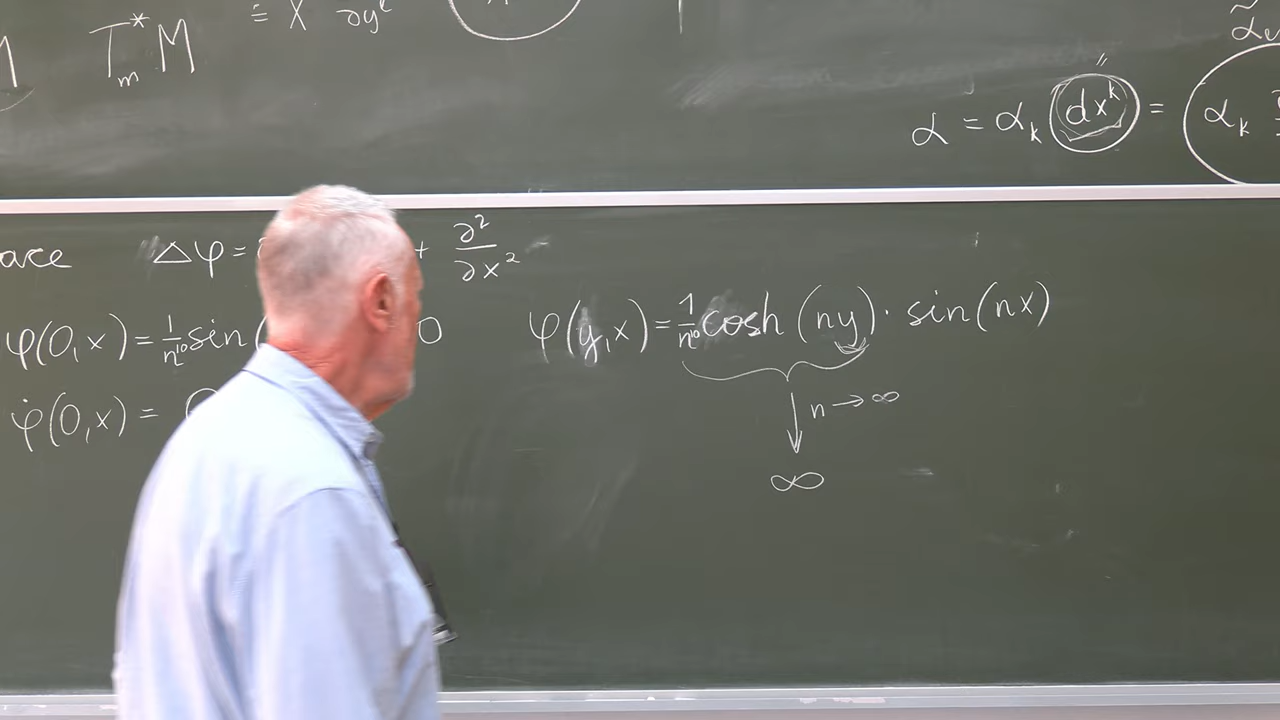 T*ₘM ≐ X ∂yᵏ
α = αₖ dxᵏ = αₖ
Δφ = + ∂²/∂x²
φ(0,x) = 1/n¹⁰ sin( 0
φ(y,x) = 1/n¹⁰ cosh(ny) · sin(nx)
φ̇(0,x) =
n → ∞
∞